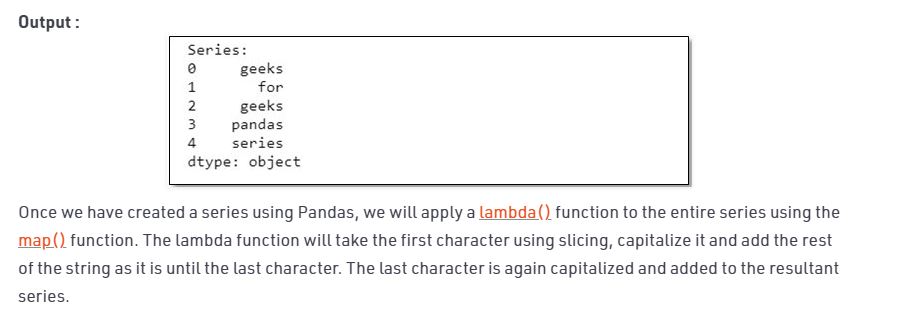 Output :
Series:
0 geeks
1 for
2 geeks
3 pandas
4 series
dtype: object
Once we have created a series using Pandas, we will apply a lambda() function to the entire series using the
map() function. The lambda function will take the first character using slicing, capitalize it and add the rest
of the string as it is until the last character. The last character is again capitalized and added to the resultant
series.